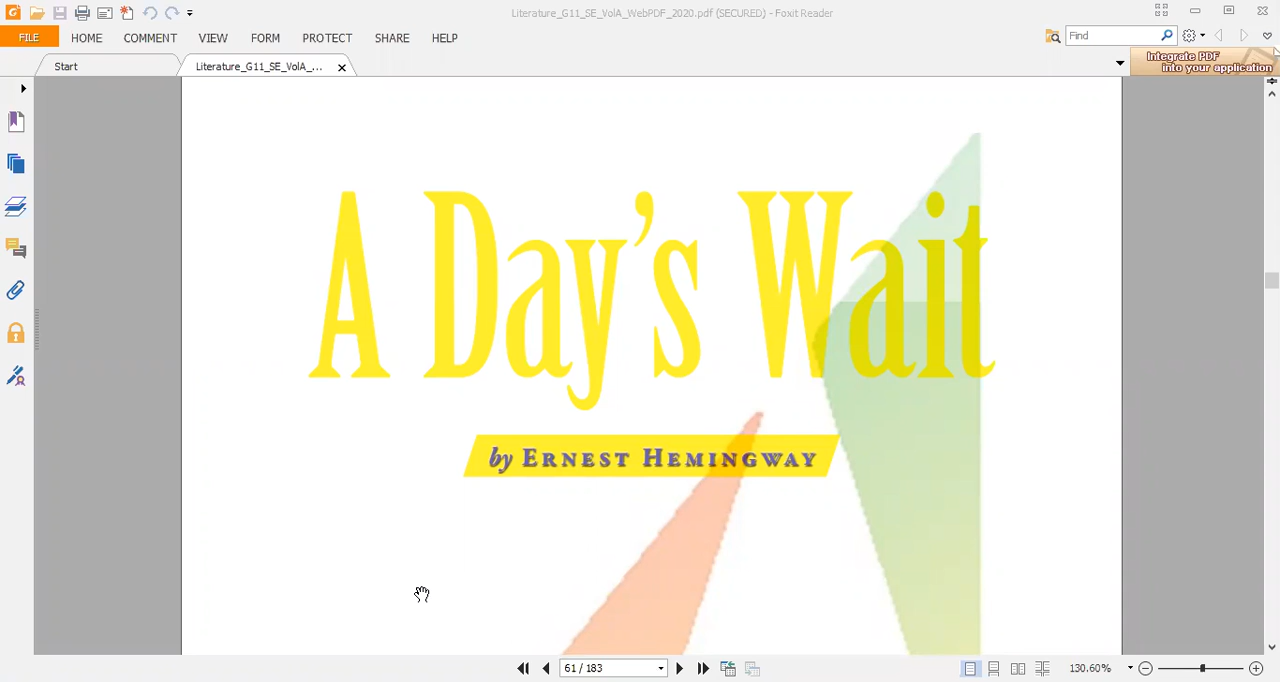 Literature_G11_SE_VolA_WebPDF_2020.pdf (SECURED) - Foxit Reader
FILE HOME COMMENT VIEW FORM PROTECT SHARE HELP
Find
Start Literature_G11_SE_VolA_...
Integrate PDF
into your application
A Day's Wait
by ERNEST HEMINGWAY
61 / 183
130.60%